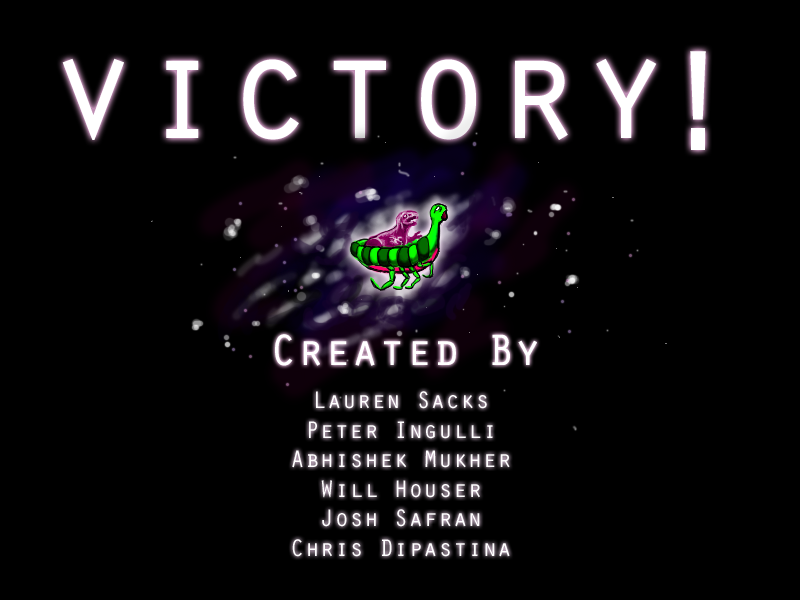 VICTORY!
CREATED BY
LAUREN SACKS
PETER INGULLI
ABHISHEK MUKHER
WILL HOUSER
JOSH SAFRAN
CHRIS DIPASTINA